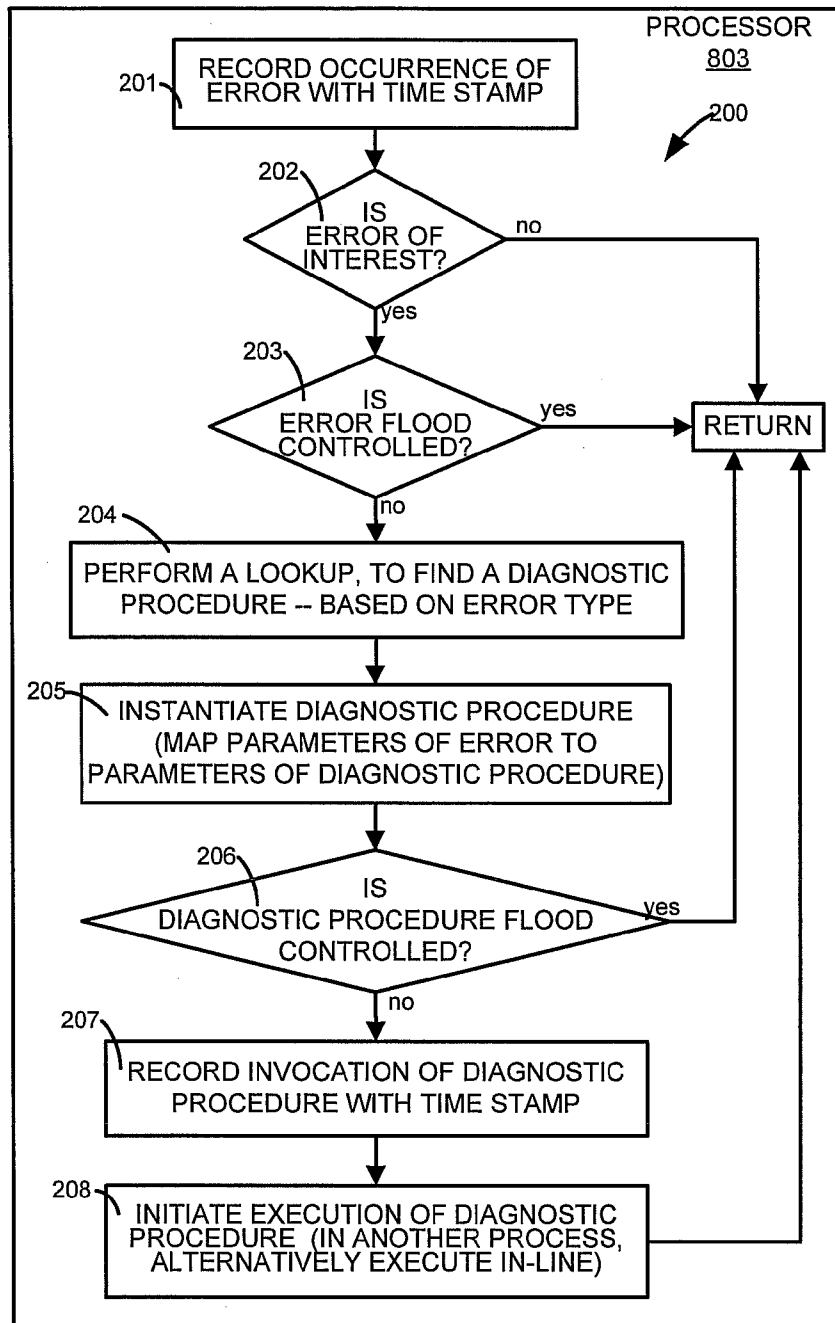 PROCESSOR
803
200
201
RECORD OCCURRENCE OF
ERROR WITH TIME STAMP
202
IS
ERROR OF
INTEREST?
no
yes
203
IS
ERROR FLOOD
CONTROLLED?
yes
RETURN
no
204
PERFORM A LOOKUP, TO FIND A DIAGNOSTIC
PROCEDURE -- BASED ON ERROR TYPE
205
INSTANTIATE DIAGNOSTIC PROCEDURE
(MAP PARAMETERS OF ERROR TO
PARAMETERS OF DIAGNOSTIC PROCEDURE)
206
IS
DIAGNOSTIC PROCEDURE FLOOD
CONTROLLED?
yes
no
207
RECORD INVOCATION OF DIAGNOSTIC
PROCEDURE WITH TIME STAMP
208
INITIATE EXECUTION OF DIAGNOSTIC
PROCEDURE (IN ANOTHER PROCESS,
ALTERNATIVELY EXECUTE IN-LINE)